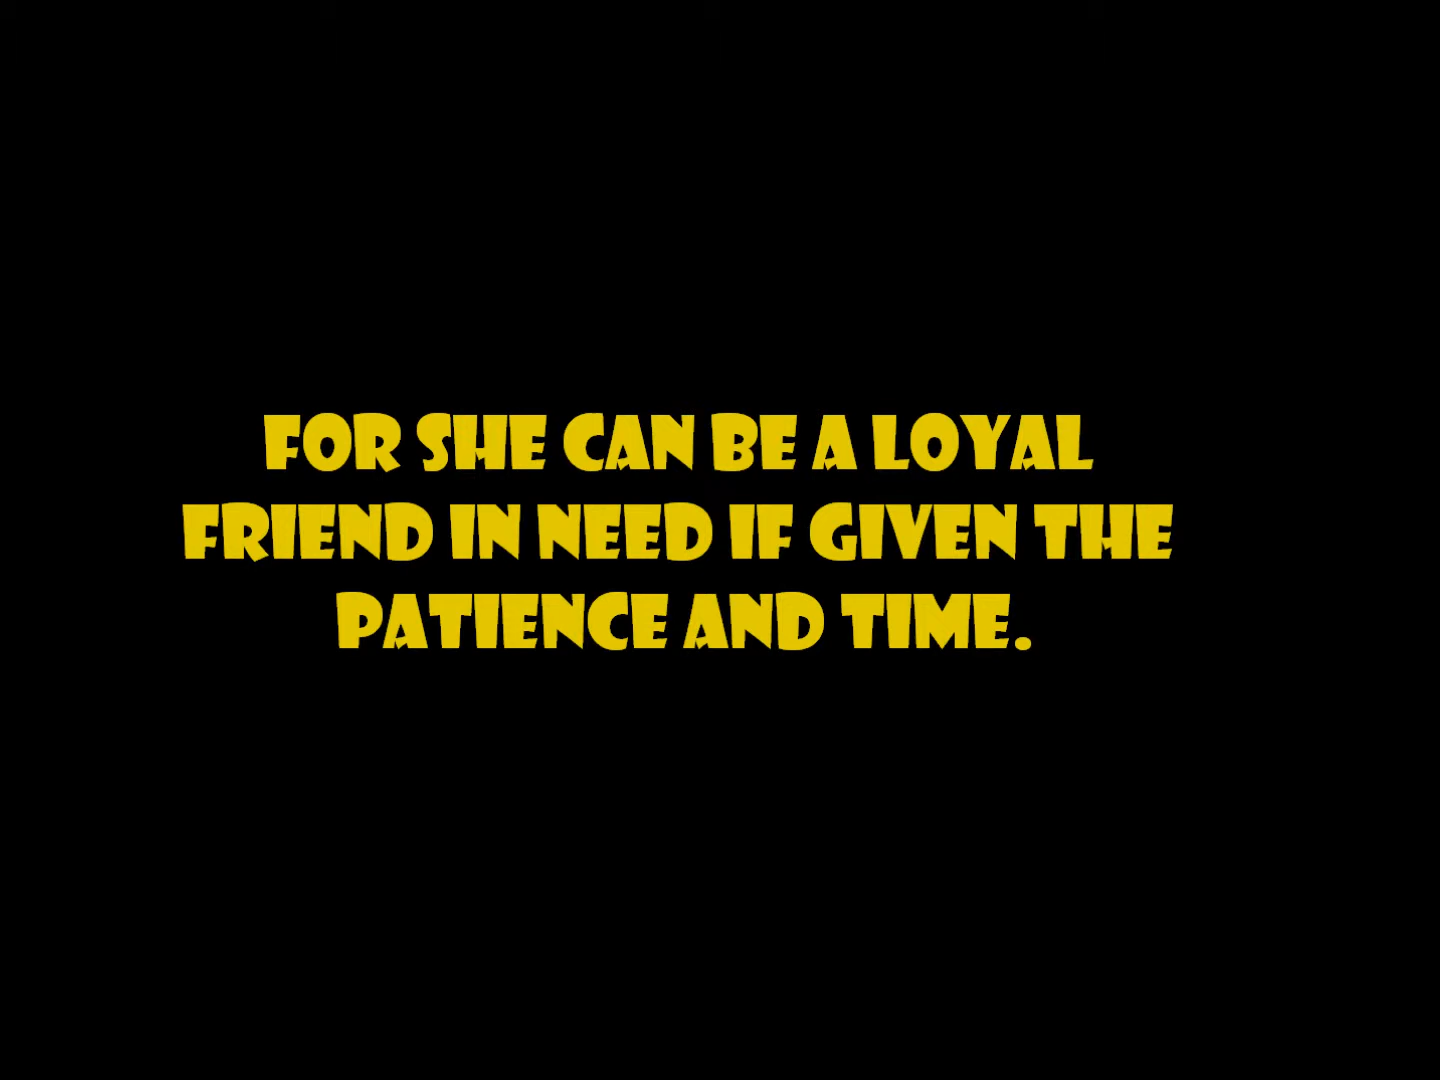 FOR SHE CAN BE A LOYAL
FRIEND IN NEED IF GIVEN THE
PATIENCE AND TIME.